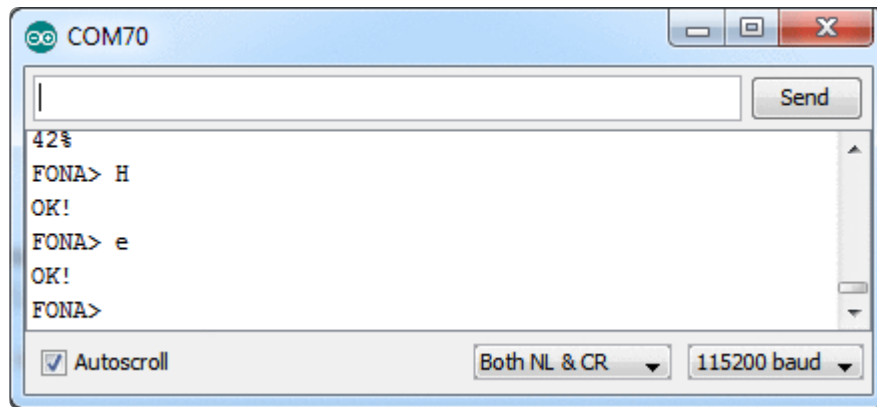 COM70
Send
42%
FONA> H
OK!
FONA> e
OK!
FONA>
Autoscroll
Both NL & CR
115200 baud